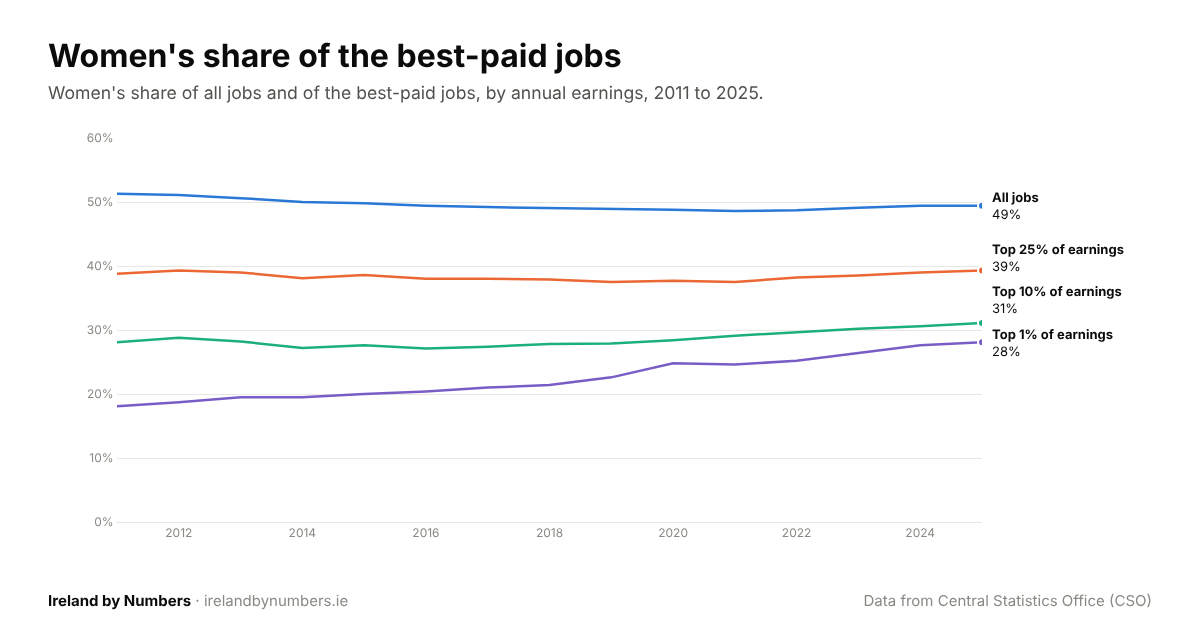 Women's share of the best-paid jobs
Women's share of all jobs and of the best-paid jobs, by annual earnings, 2011 to 2025.
60%
50%
40%
30%
20%
10%
0%
2012
2014
2016
2018
2020
2022
2024
All jobs
49%
Top 25% of earnings
39%
Top 10% of earnings
31%
Top 1% of earnings
28%
Ireland by Numbers · irelandbynumbers.ie
Data from Central Statistics Office (CSO)